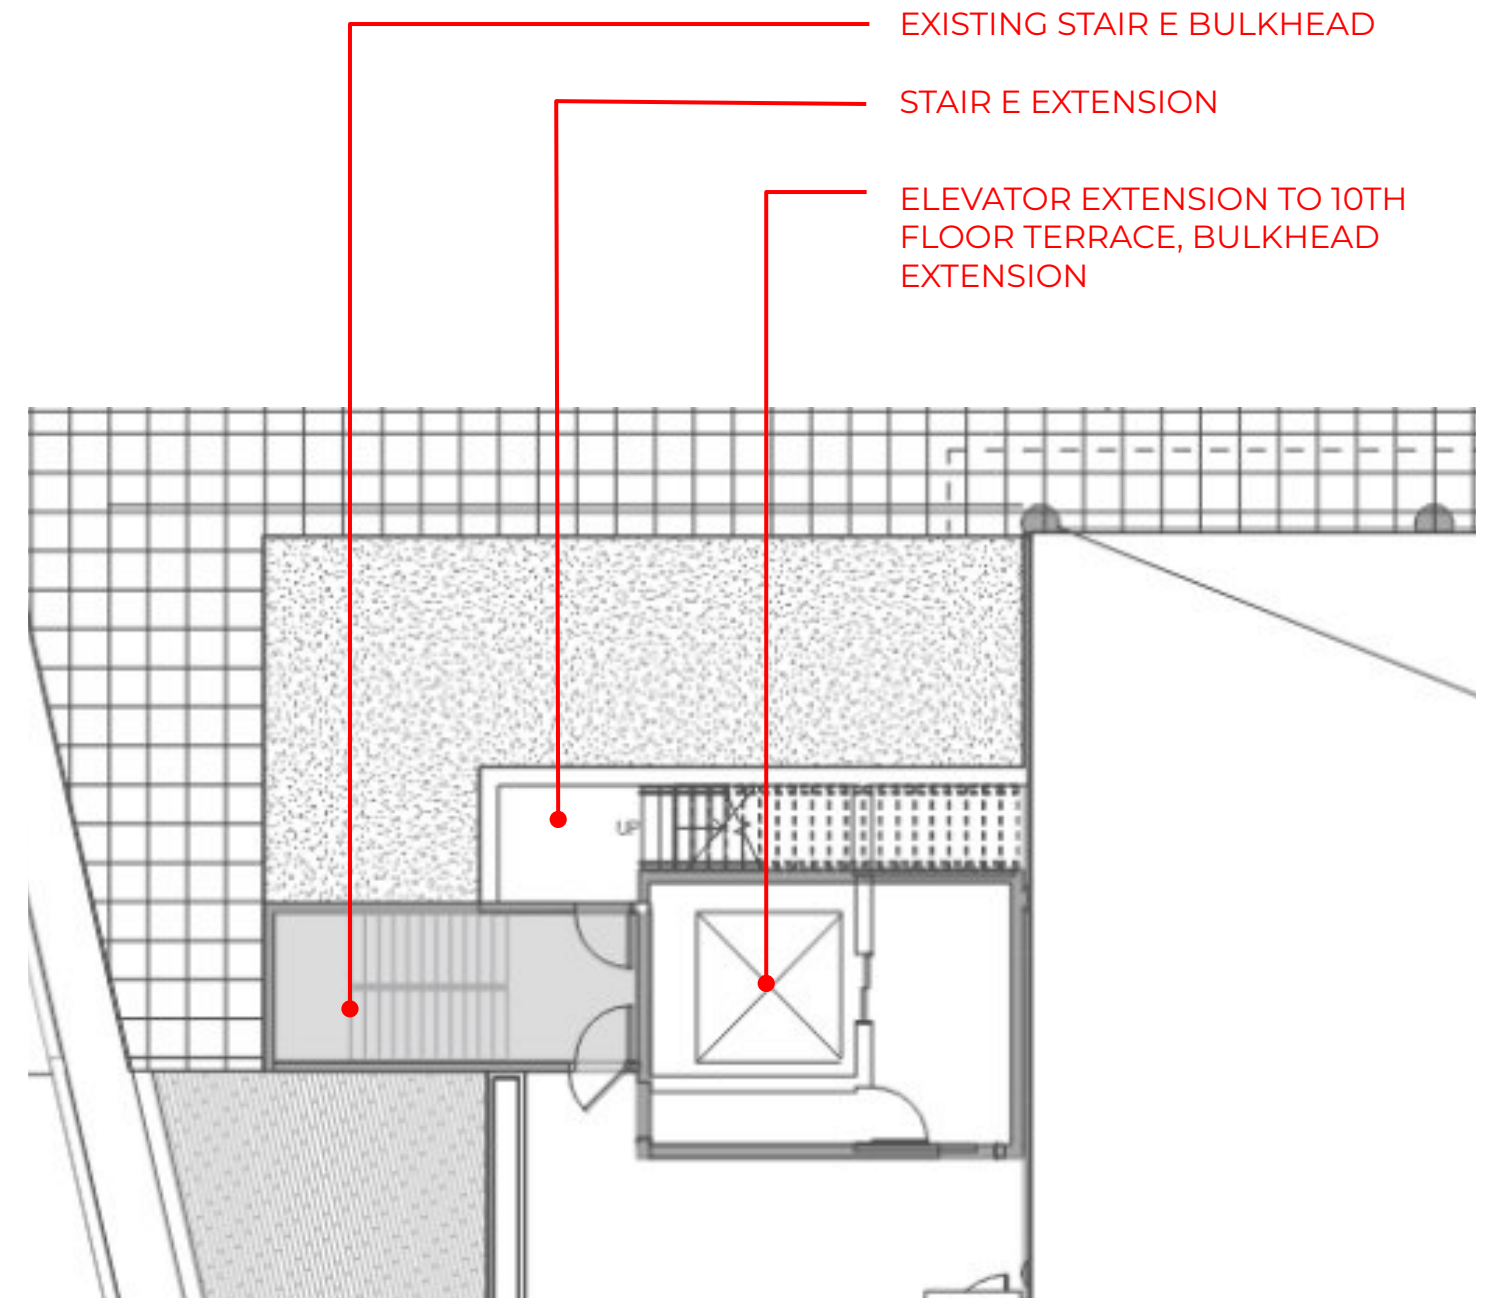 EXISTING STAIR E BULKHEAD
STAIR E EXTENSION
ELEVATOR EXTENSION TO 10TH
FLOOR TERRACE, BULKHEAD
EXTENSION
UP